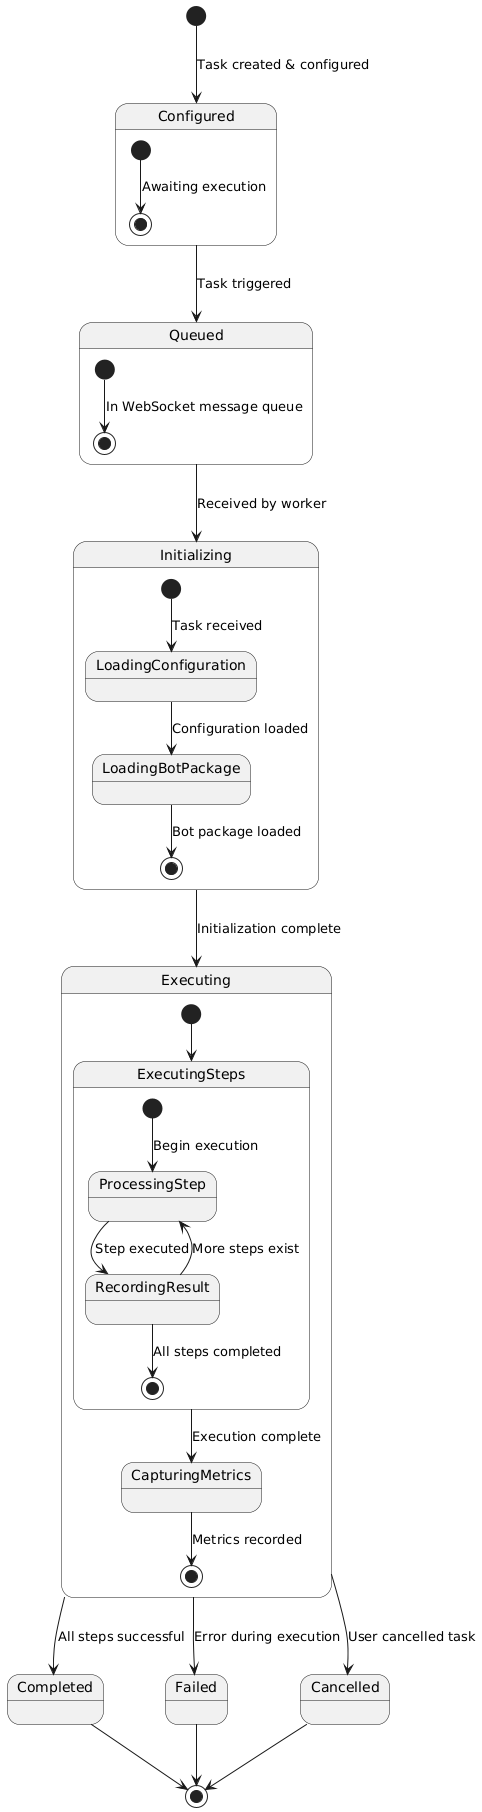 Task created & configured
Configured
Awaiting execution
Task triggered
Queued
In WebSocket message queue
Received by worker
Initializing
Task received
LoadingConfiguration
Configuration loaded
LoadingBotPackage
Bot package loaded
Initialization complete
Executing
ExecutingSteps
Begin execution
ProcessingStep
Step executed
More steps exist
RecordingResult
All steps completed
Execution complete
CapturingMetrics
Metrics recorded
All steps successful
Error during execution
User cancelled task
Completed
Failed
Cancelled